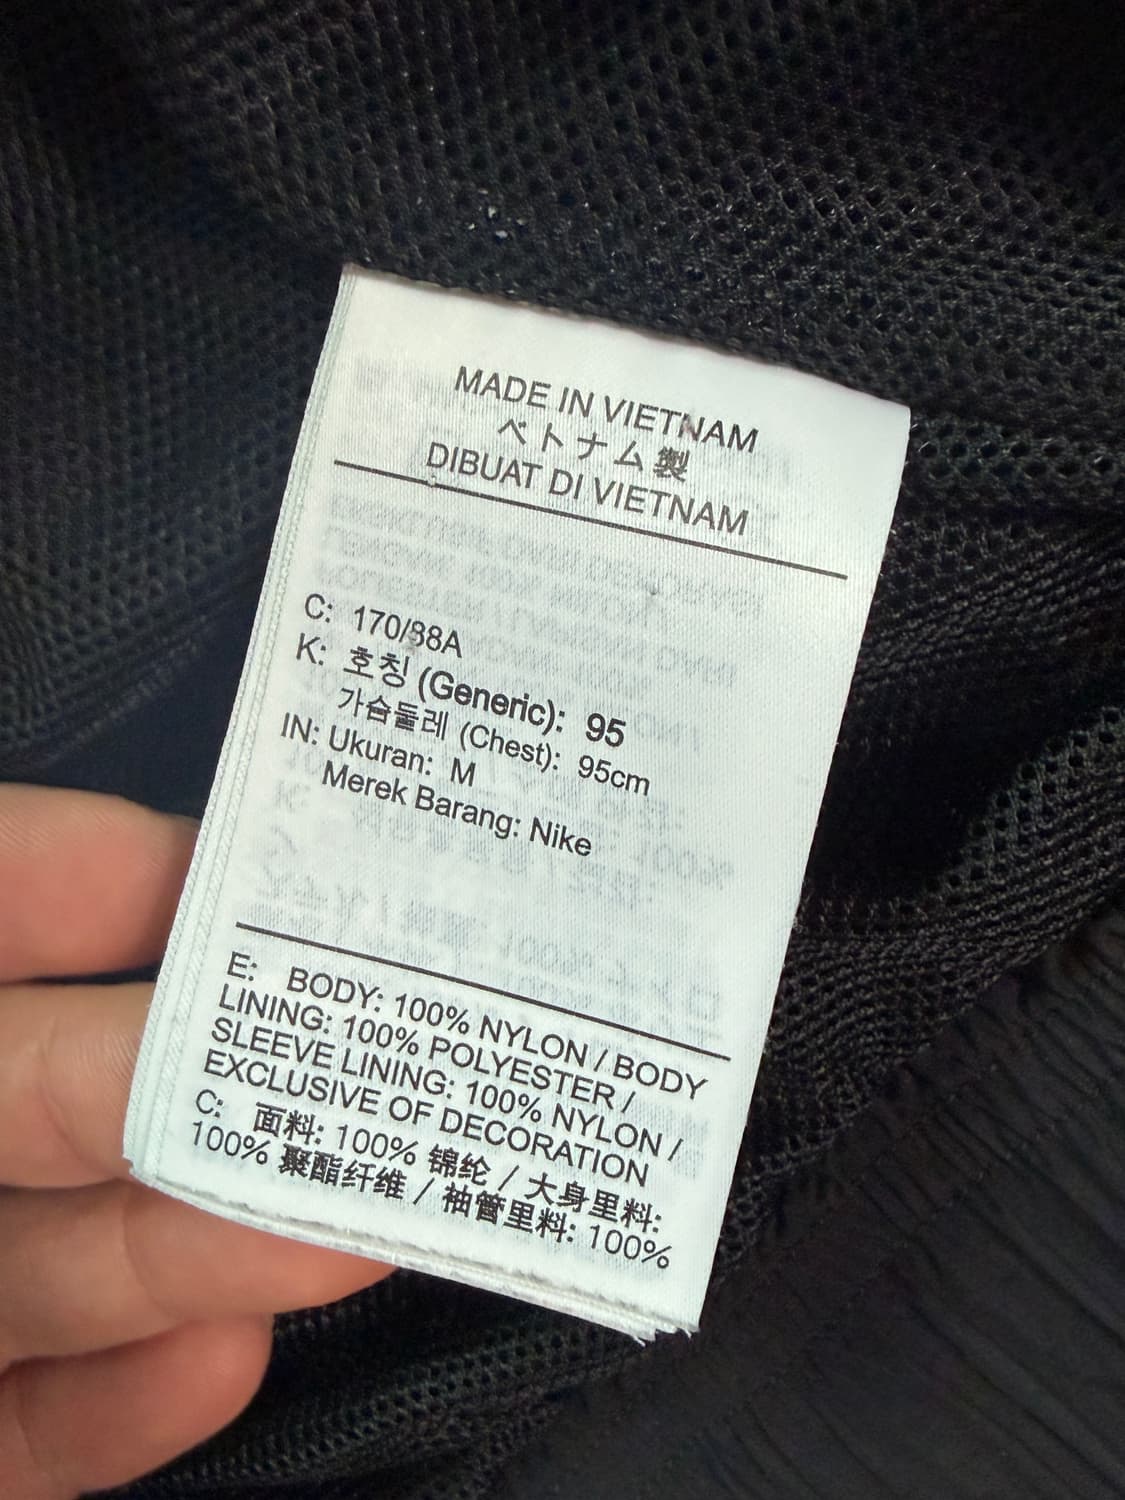 MADE IN VIETNAM
ベトナム製
DIBUAT DI VIETNAM
C: 170/88A
K: 호칭 (Generic): 95
가슴둘레 (Chest): 95cm
IN: Ukuran: M
Merek Barang: Nike
E: BODY: 100% NYLON / BODY
LINING: 100% POLYESTER /
SLEEVE LINING: 100% NYLON /
EXCLUSIVE OF DECORATION
C: 面料: 100% 锦纶 / 大身里料:
100% 聚酯纤维 / 袖管里料: 100%